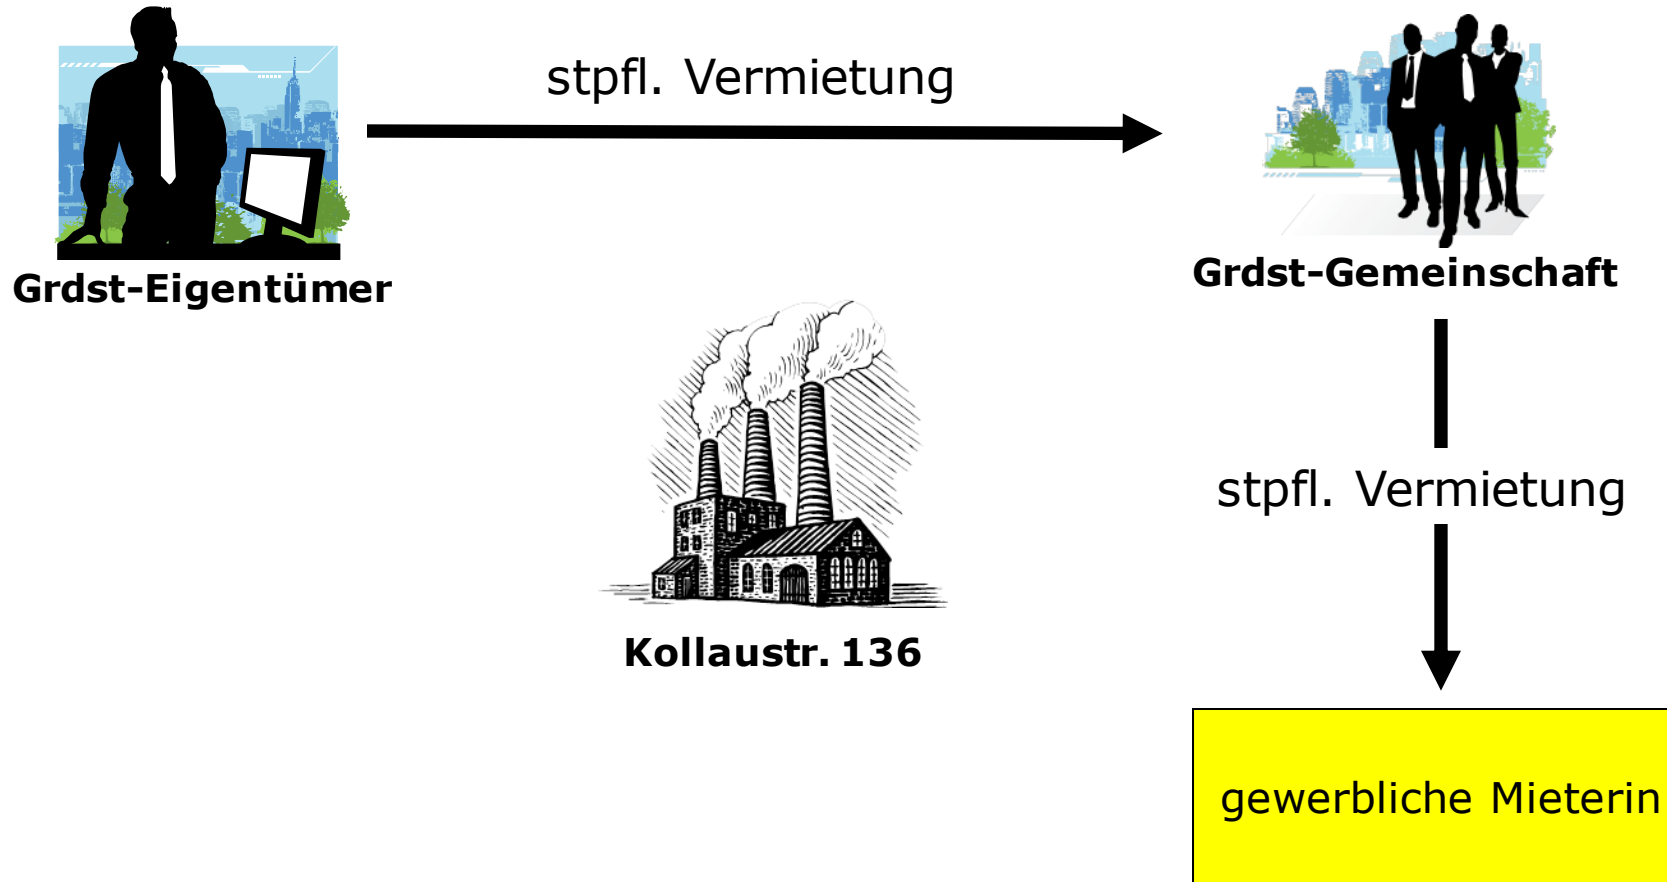 stpfl. Vermietung
Grdst-Eigentümer
Grdst-Gemeinschaft
stpfl. Vermietung
Kollaustr. 136
gewerbliche Mieterin